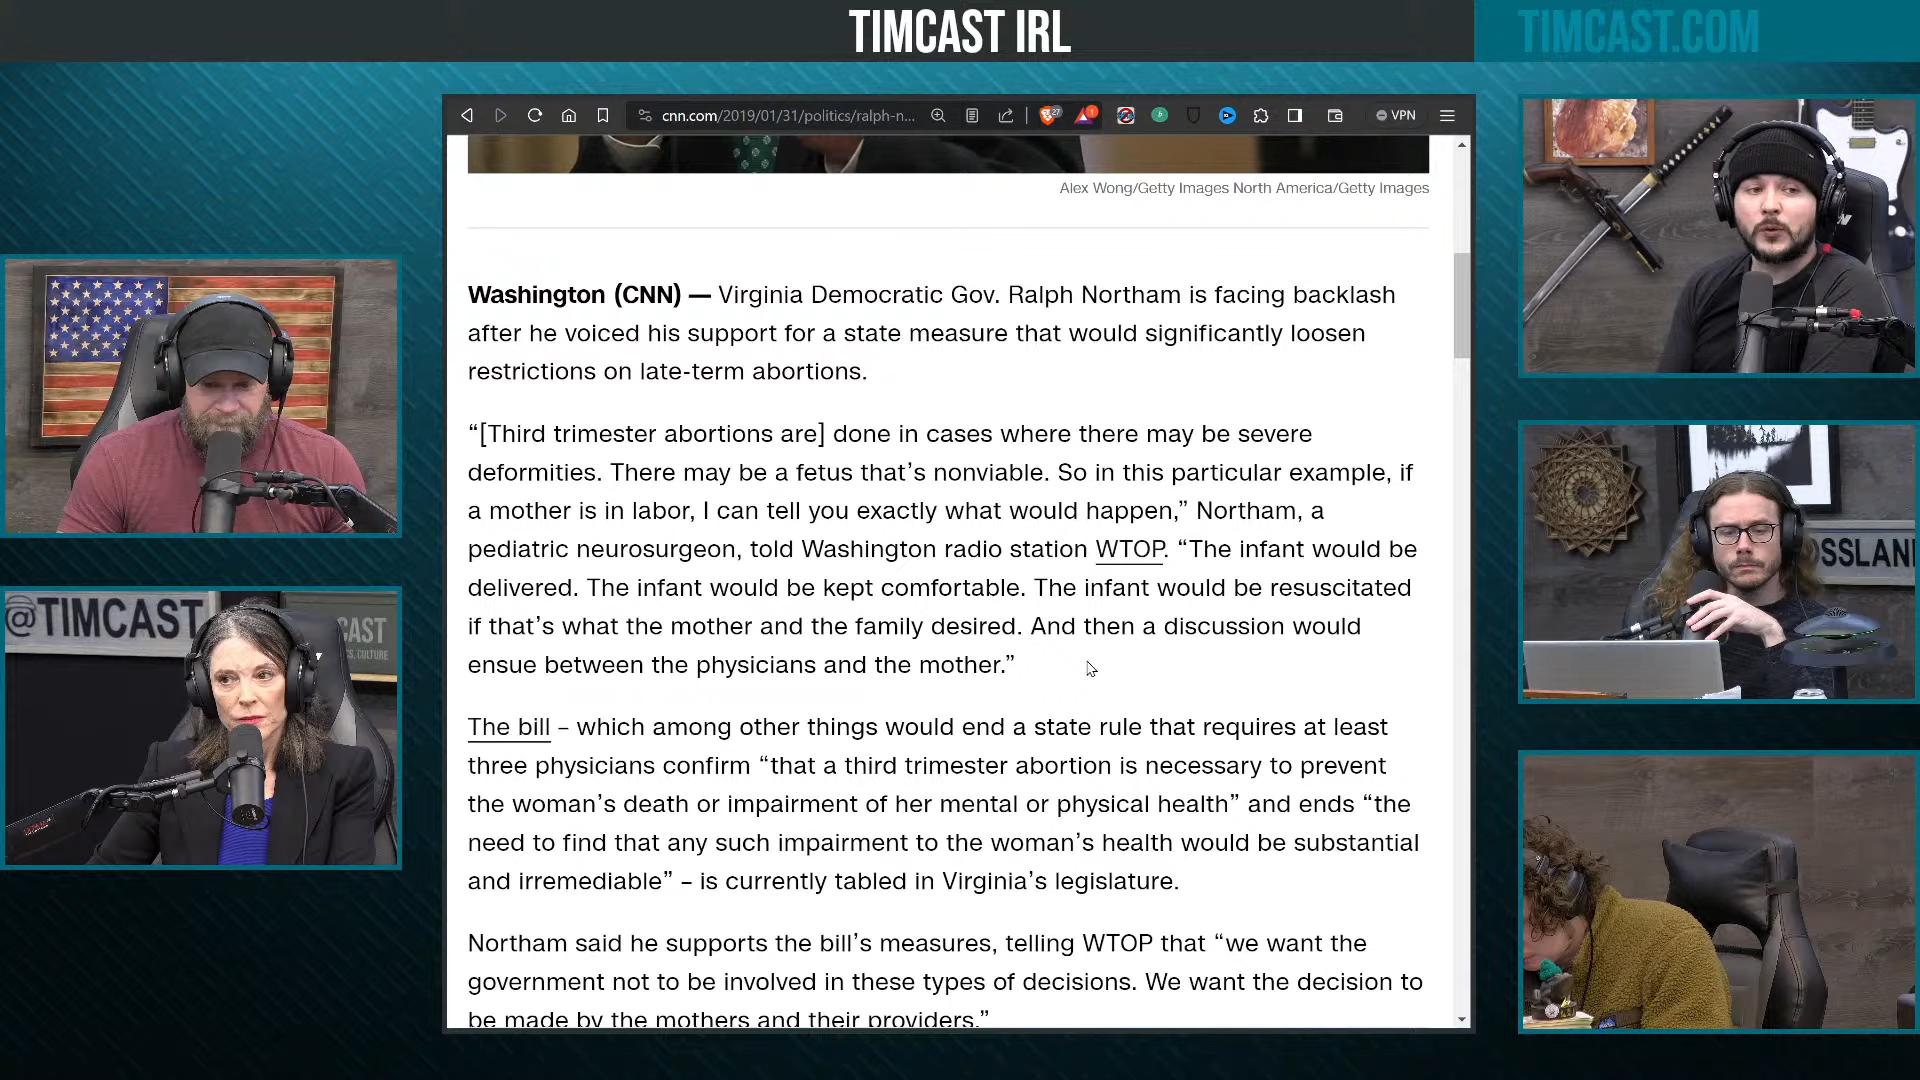 TIMCAST IRL
TIMCAST.COM
cnn.com/2019/01/31/politics/ralph-n...
27
1
VPN
Alex Wong/Getty Images North America/Getty Images
Washington (CNN) — Virginia Democratic Gov. Ralph Northam is facing backlash
after he voiced his support for a state measure that would significantly loosen
restrictions on late-term abortions.
“[Third trimester abortions are] done in cases where there may be severe
deformities. There may be a fetus that’s nonviable. So in this particular example, if
a mother is in labor, I can tell you exactly what would happen,” Northam, a
pediatric neurosurgeon, told Washington radio station WTOP. “The infant would be
delivered. The infant would be kept comfortable. The infant would be resuscitated
if that’s what the mother and the family desired. And then a discussion would
ensue between the physicians and the mother.”
The bill – which among other things would end a state rule that requires at least
three physicians confirm “that a third trimester abortion is necessary to prevent
the woman’s death or impairment of her mental or physical health” and ends “the
need to find that any such impairment to the woman’s health would be substantial
and irremediable” – is currently tabled in Virginia’s legislature.
Northam said he supports the bill’s measures, telling WTOP that “we want the
government not to be involved in these types of decisions. We want the decision to
be made by the mothers and their providers.”
@TIMCAST
CAST
CULTURE
OSSLAN